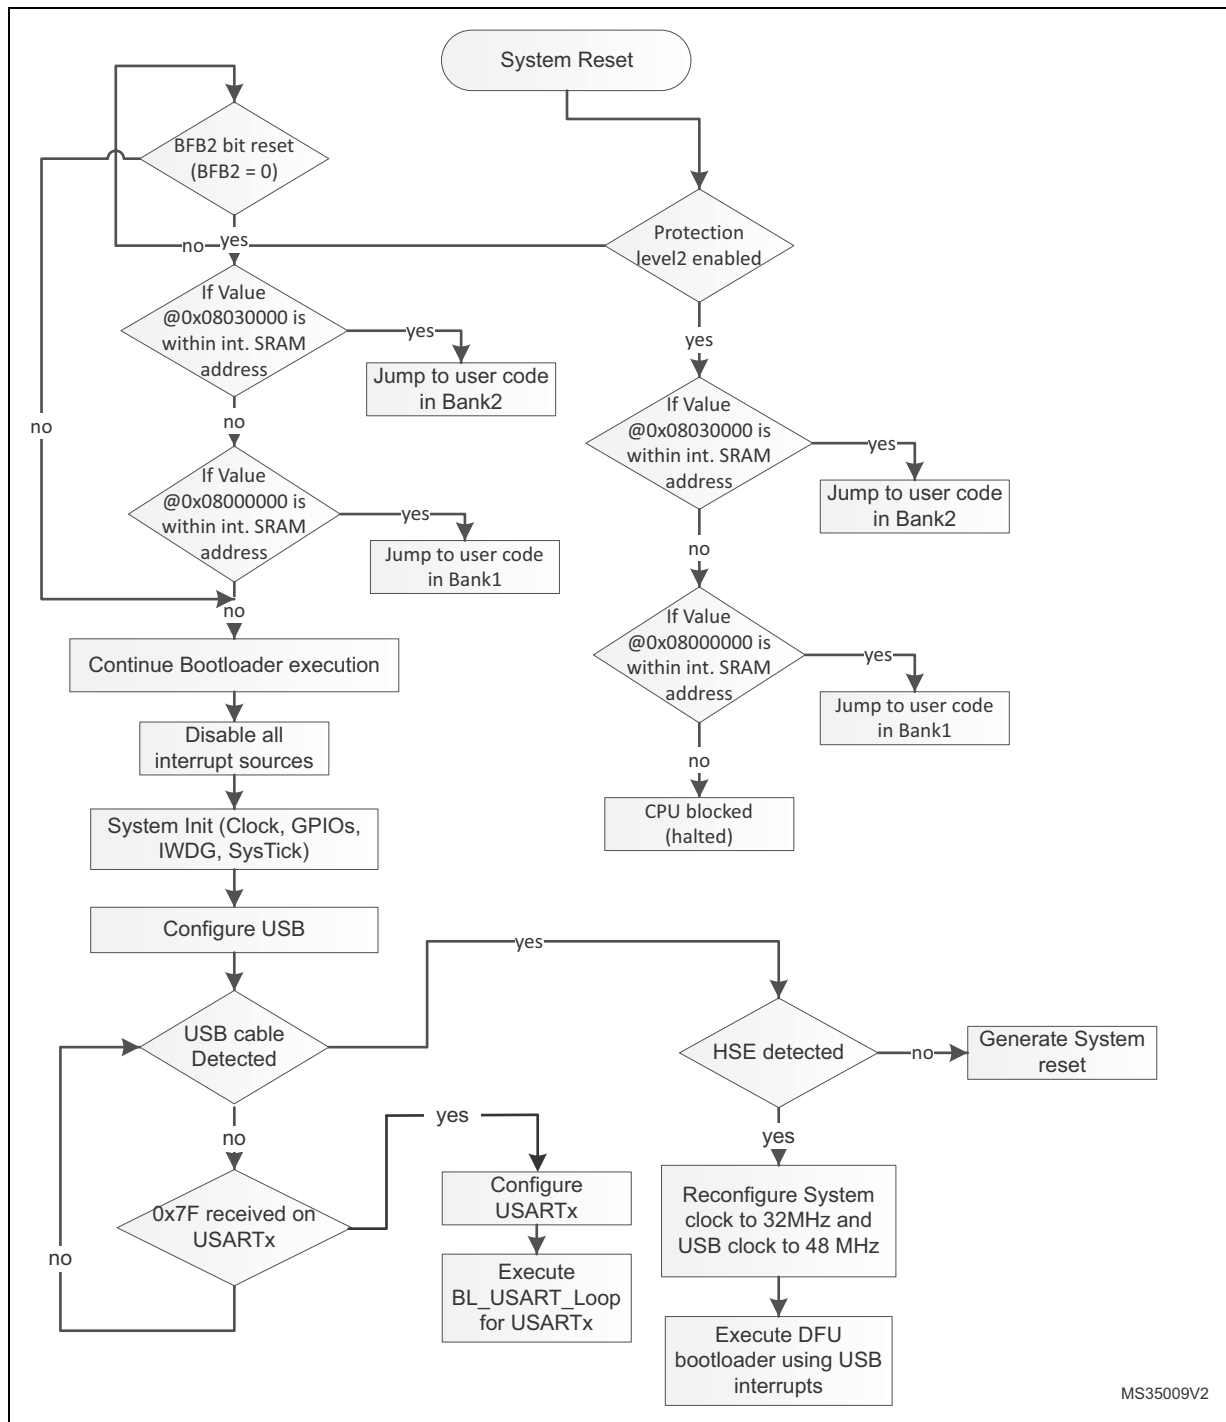 System Reset
BFB2 bit reset
(BFB2 = 0)
no
yes
Protection
level2 enabled
If Value
@0x08030000 is
within int. SRAM
address
yes
Jump to user code
in Bank2
yes
If Value
@0x08030000 is
within int. SRAM
address
yes
Jump to user code
in Bank2
no
no
If Value
@0x08000000 is
within int. SRAM
address
yes
Jump to user code
in Bank1
no
no
If Value
@0x08000000 is
within int. SRAM
address
yes
Jump to user code
in Bank1
no
CPU blocked
(halted)
Continue Bootloader execution
Disable all
interrupt sources
System Init (Clock, GPIOs,
IWDG, SysTick)
Configure USB
yes
USB cable
Detected
HSE detected
no
Generate System
reset
no
yes
yes
0x7F received on
USARTx
no
Configure
USARTx
Execute
BL_USART_Loop
for USARTx
Reconfigure System
clock to 32MHz and
USB clock to 48 MHz
Execute DFU
bootloader using USB
interrupts
MS35009V2